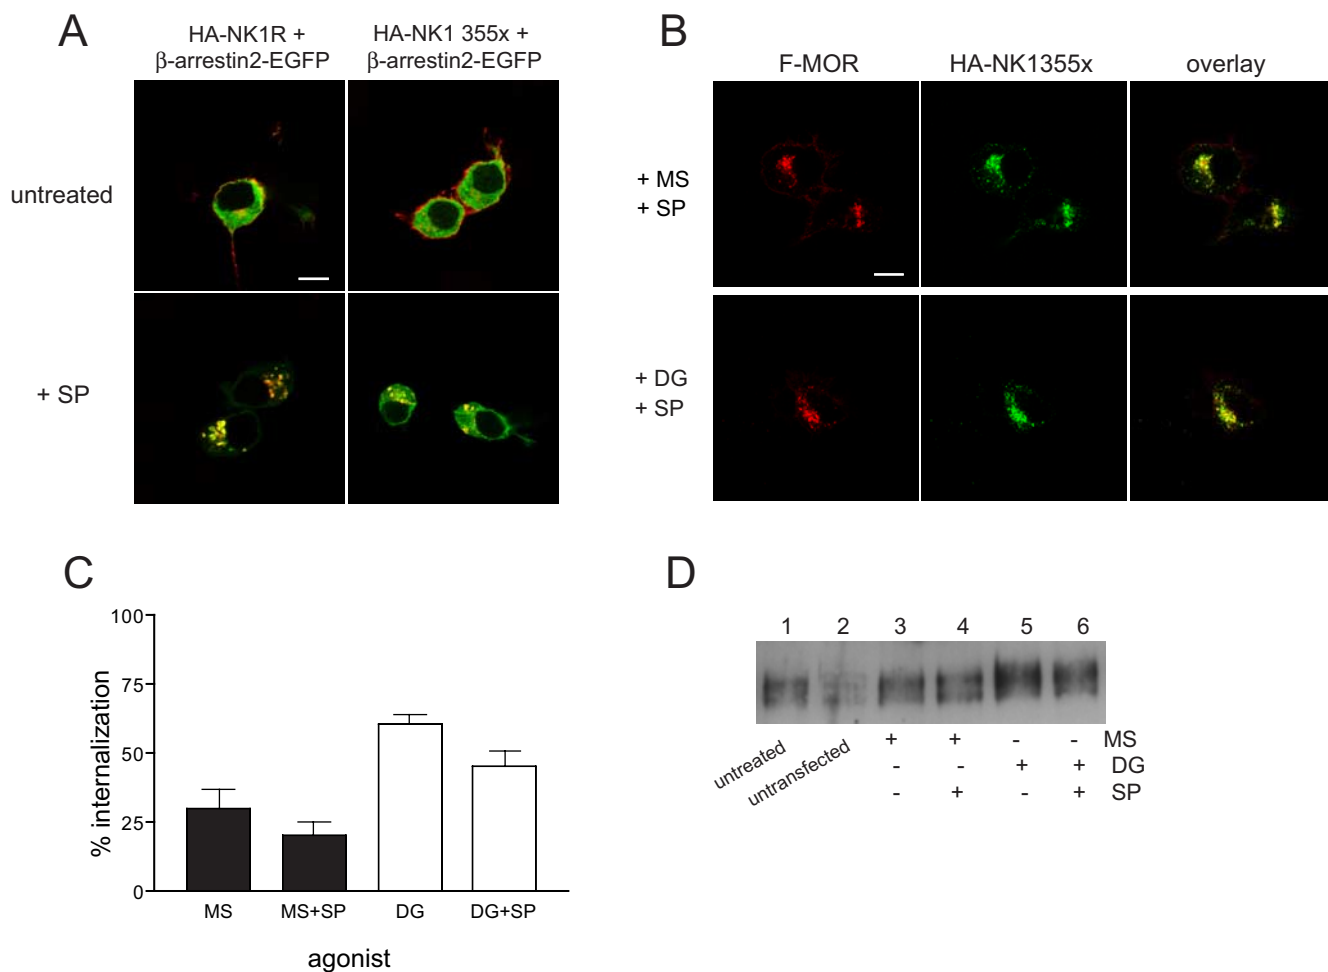 A
HA-NK1R +
β-arrestin2-EGFP
HA-NK1 355x +
β-arrestin2-EGFP
untreated
+ SP
B
F-MOR
HA-NK1355x
overlay
+ MS
+ SP
+ DG
+ SP
C
100
75
50
25
0
% internalization
MS
MS+SP
DG
DG+SP
agonist
D
1 2 3 4 5 6
untreated
untransfected
+ + - - MS
- - + + DG
- + - + SP